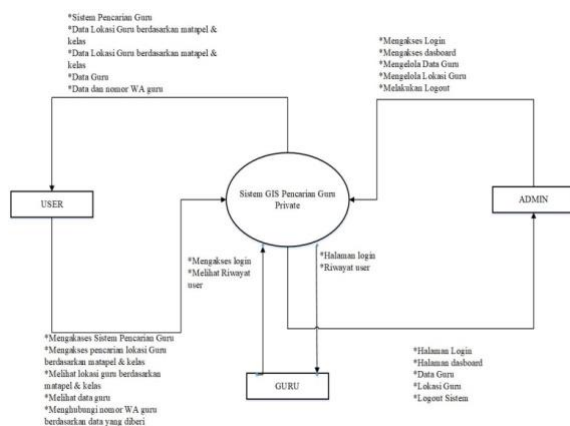 *Sistem Pencarian Guru
*Data Lokasi Guru berdasarkan matapel &
kelas
*Data Lokasi Guru berdasarkan matapel &
kelas
*Data Guru
*Data dan nomor WA guru
*Mengakses Login
*Mengakses dasboard
*Mengelola Data Guru
*Mengelola Lokasi Guru
*Melakukan Logout
Sistem GIS Pencarian Guru
Private
USER
ADMIN
*Mengakses login
*Melihat Riwayat
user
*Halaman login
*Riwayat user
*Mengakases Sistem Pencarian Guru
*Mengakses pencarian lokasi Guru
berdasarkan matapel & kelas
*Melihat lokasi guru berdasarkan
matapel & kelas
*Melihat data guru
*Menghubungi nomor WA guru
berdasarkan data yang diberi
GURU
*Halaman Login
*Halaman dasboard
*Data Guru
*Lokasi Guru
*Logout Sistem